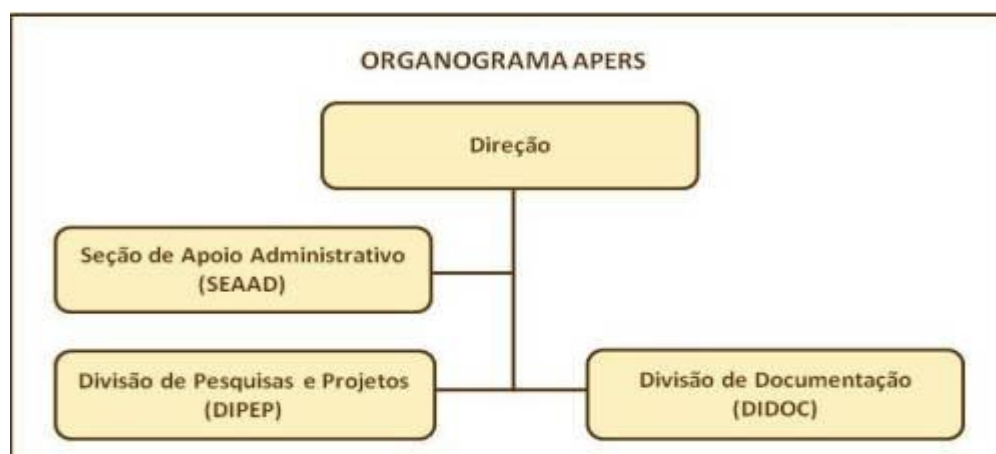 ORGANOGRAMA APERS
Direção
Seção de Apoio Administrativo
(SEAAD)
Divisão de Pesquisas e Projetos
(DIPEP)
Divisão de Documentação
(DIDOC)